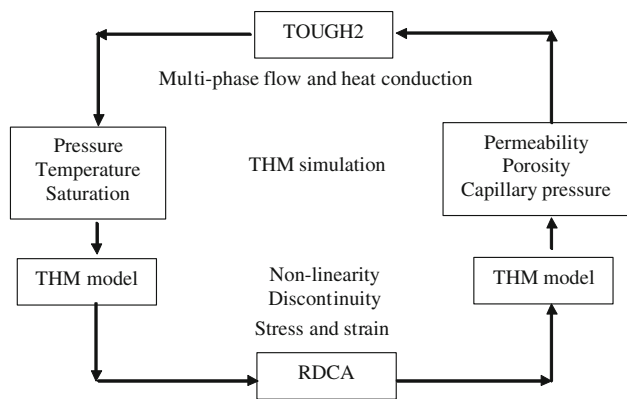 TOUGH2
Multi-phase flow and heat conduction
Pressure
Temperature
Saturation
THM simulation
Permeability
Porosity
Capillary pressure
THM model
Non-linearity
Discontinuity
Stress and strain
THM model
RDCA